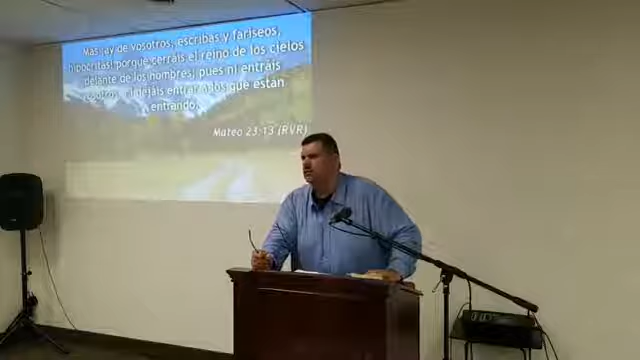 Mas ¡ay de vosotros, escribas y fariseos,
hipócritas! porque cerráis el reino de los cielos
delante de los hombres; pues ni entráis
dejáis entrar a los que están
entrando.
Mateo 23:13 (RVR)